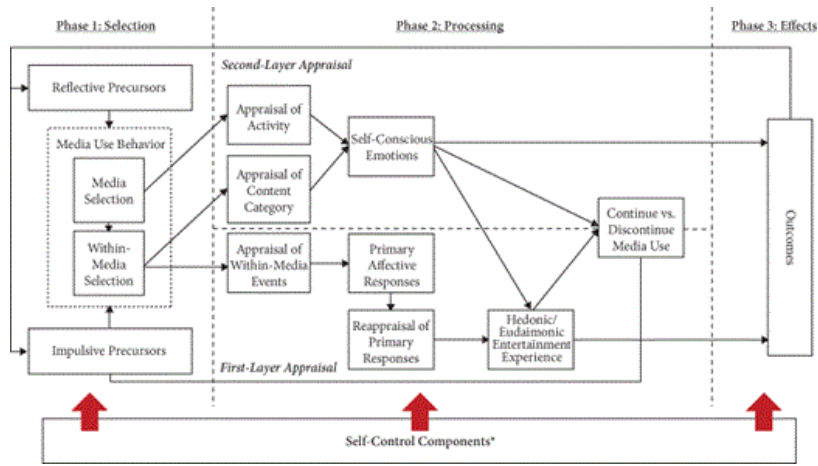 Phase 1: Selection
Phase 2: Processing
Phase 3: Effects
Second-Layer Appraisal
Reflective Precursors
Media Use Behavior
Media
Selection
Within-
Media
Selection
Impulsive Precursors
Appraisal of
Activity
Appraisal of
Content
Category
Self-Conscious
Emotions
Appraisal of
Within-Media
Events
Primary
Affective
Responses
Reappraisal of
Primary
Responses
Hedonic/
Eudaimonic
Entertainment
Experience
Continue vs.
Discontinue
Media Use
Outcomes
First-Layer Appraisal
Self-Control Components*